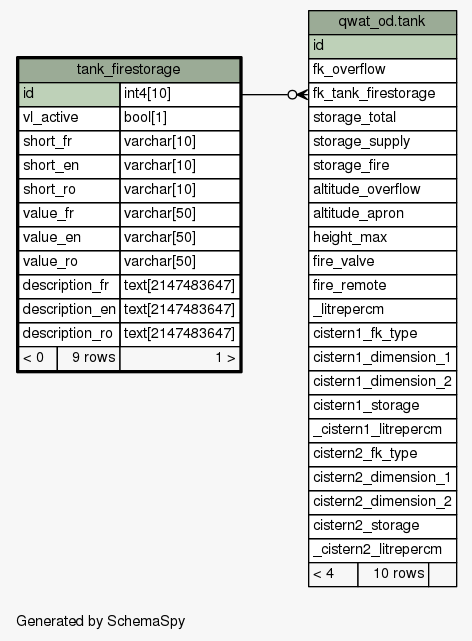 tank_firestorage
id int4[10]
vl_active bool[1]
short_fr varchar[10]
short_en varchar[10]
short_ro varchar[10]
value_fr varchar[50]
value_en varchar[50]
value_ro varchar[50]
description_fr text[2147483647]
description_en text[2147483647]
description_ro text[2147483647]
< 0 9 rows 1 >
qwat_od.tank
id
fk_overflow
fk_tank_firestorage
storage_total
storage_supply
storage_fire
altitude_overflow
altitude_apron
height_max
fire_valve
fire_remote
_litrepercm
cistern1_fk_type
cistern1_dimension_1
cistern1_dimension_2
cistern1_storage
_cistern1_litrepercm
cistern2_fk_type
cistern2_dimension_1
cistern2_dimension_2
cistern2_storage
_cistern2_litrepercm
< 4 10 rows
Generated by SchemaSpy